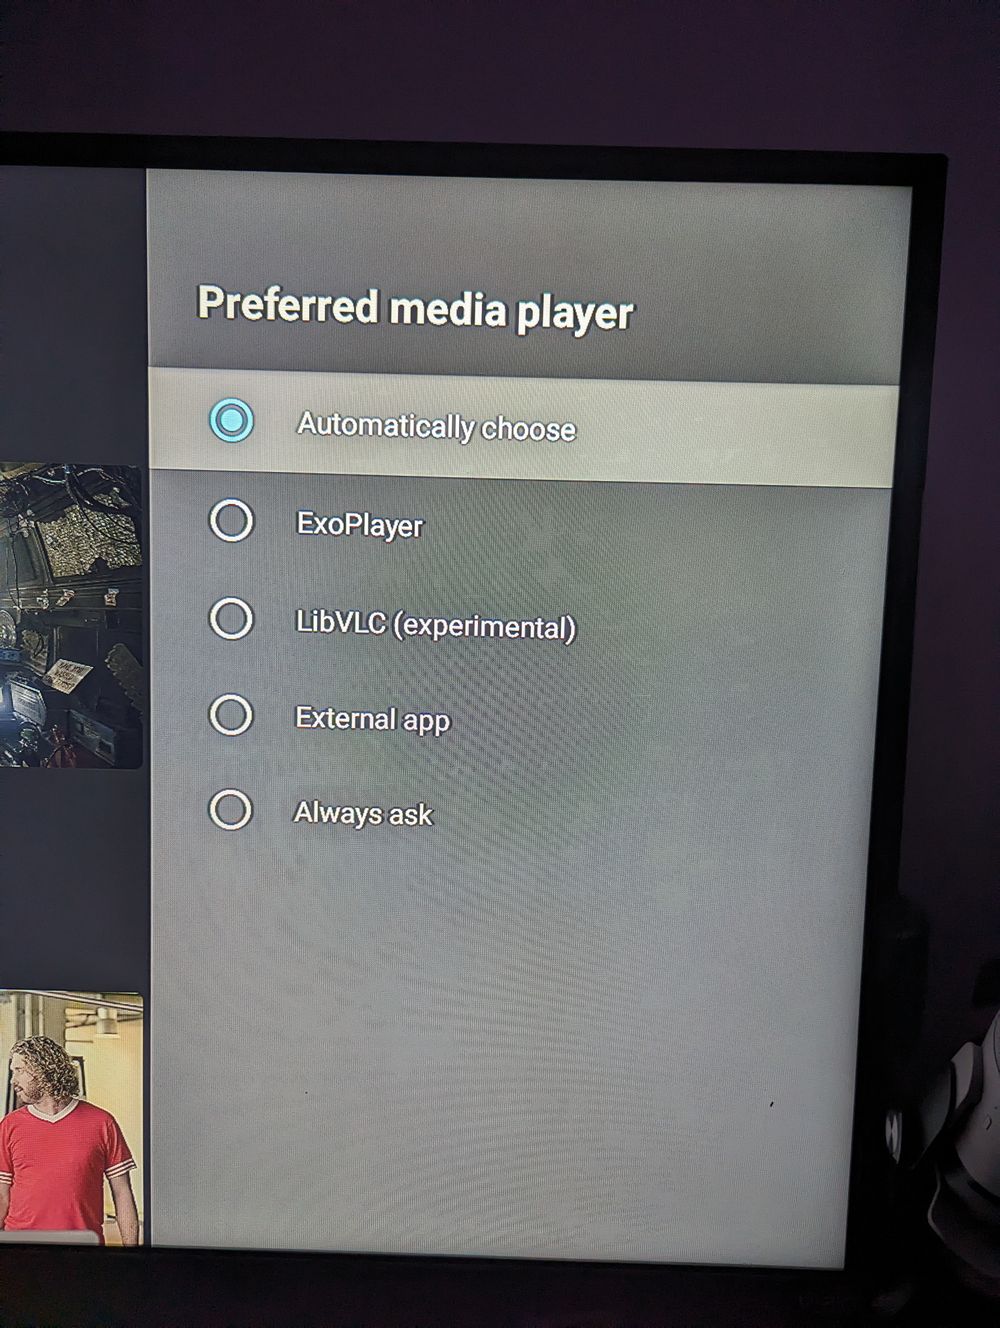 Preferred media player
Automatically choose
ExoPlayer
LibVLC (experimental)
External app
Always ask